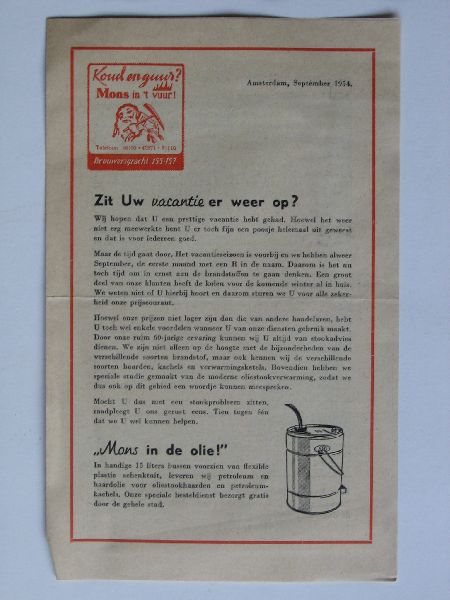 Koud en guur?
Mons in 't vuur!
Telefoon
Brouwersgracht 155-157
Amsterdam, September 1954.
Zit Uw vacantie er weer op?
Wij hopen dat U een prettige vacantie hebt gehad. Hoewel het weer
niet erg meewerkte bent U er toch fijn een poosje helemaal uit geweest
en dat is voor iedereen goed.
Maar de tijd gaat door. Het vacantieseizoen is voorbij en we hebben alweer
September, de eerste maand met een R in de naam. Daarom is het nu
toch tijd om in ernst aan de brandstoffen te gaan denken. Een groot
deel van onze klanten heeft de kolen voor de komende winter al in huis.
We weten niet of U hierbij hoort en daarom sturen we U voor alle zeker-
heid onze prijscourant.
Hoewel onze prijzen niet lager zijn dan die van andere handelaren, hebt
U toch wel enkele voordelen wanneer U van onze diensten gebruik maakt.
Door onze ruim 50-jarige ervaring kunnen wij U altijd van stookadvies
dienen. We zijn niet alleen op de hoogte met de bijzonderheden van de
verschillende soorten brandstof, maar ook kennen wij de verschillende
soorten haarden, kachels en verwarmingsketels. Bovendien hebben we
speciale studie gemaakt van de moderne oliestookverwarming, zodat we
dus ook op dit gebied een woordje kunnen meespreken.
Mocht U dus met een stookprobleem zitten,
raadpleegt U ons gerust eens. Tien tegen één
dat we U wel kunnen helpen.
„Mons in de olie!”
In handige 15 liters bussen voorzien van flexible
plastic schenktuit, leveren wij petroleum en
haardolie voor oliestookhaarden en petroleum-
kachels. Onze speciale besteldienst bezorgt gratis
door de gehele stad.